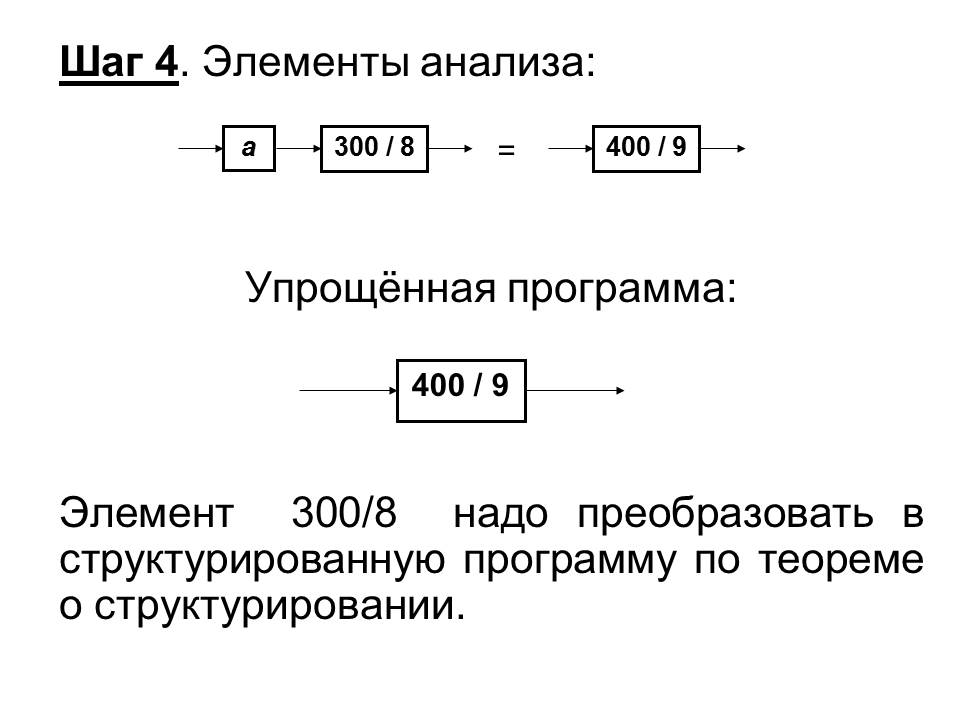 Шаг 4. Элементы анализа:
a 300 / 8 = 400 / 9
Упрощённая программа:
400 / 9
Элемент 300/8 надо преобразовать в
структурированную программу по теореме
о структурировании.